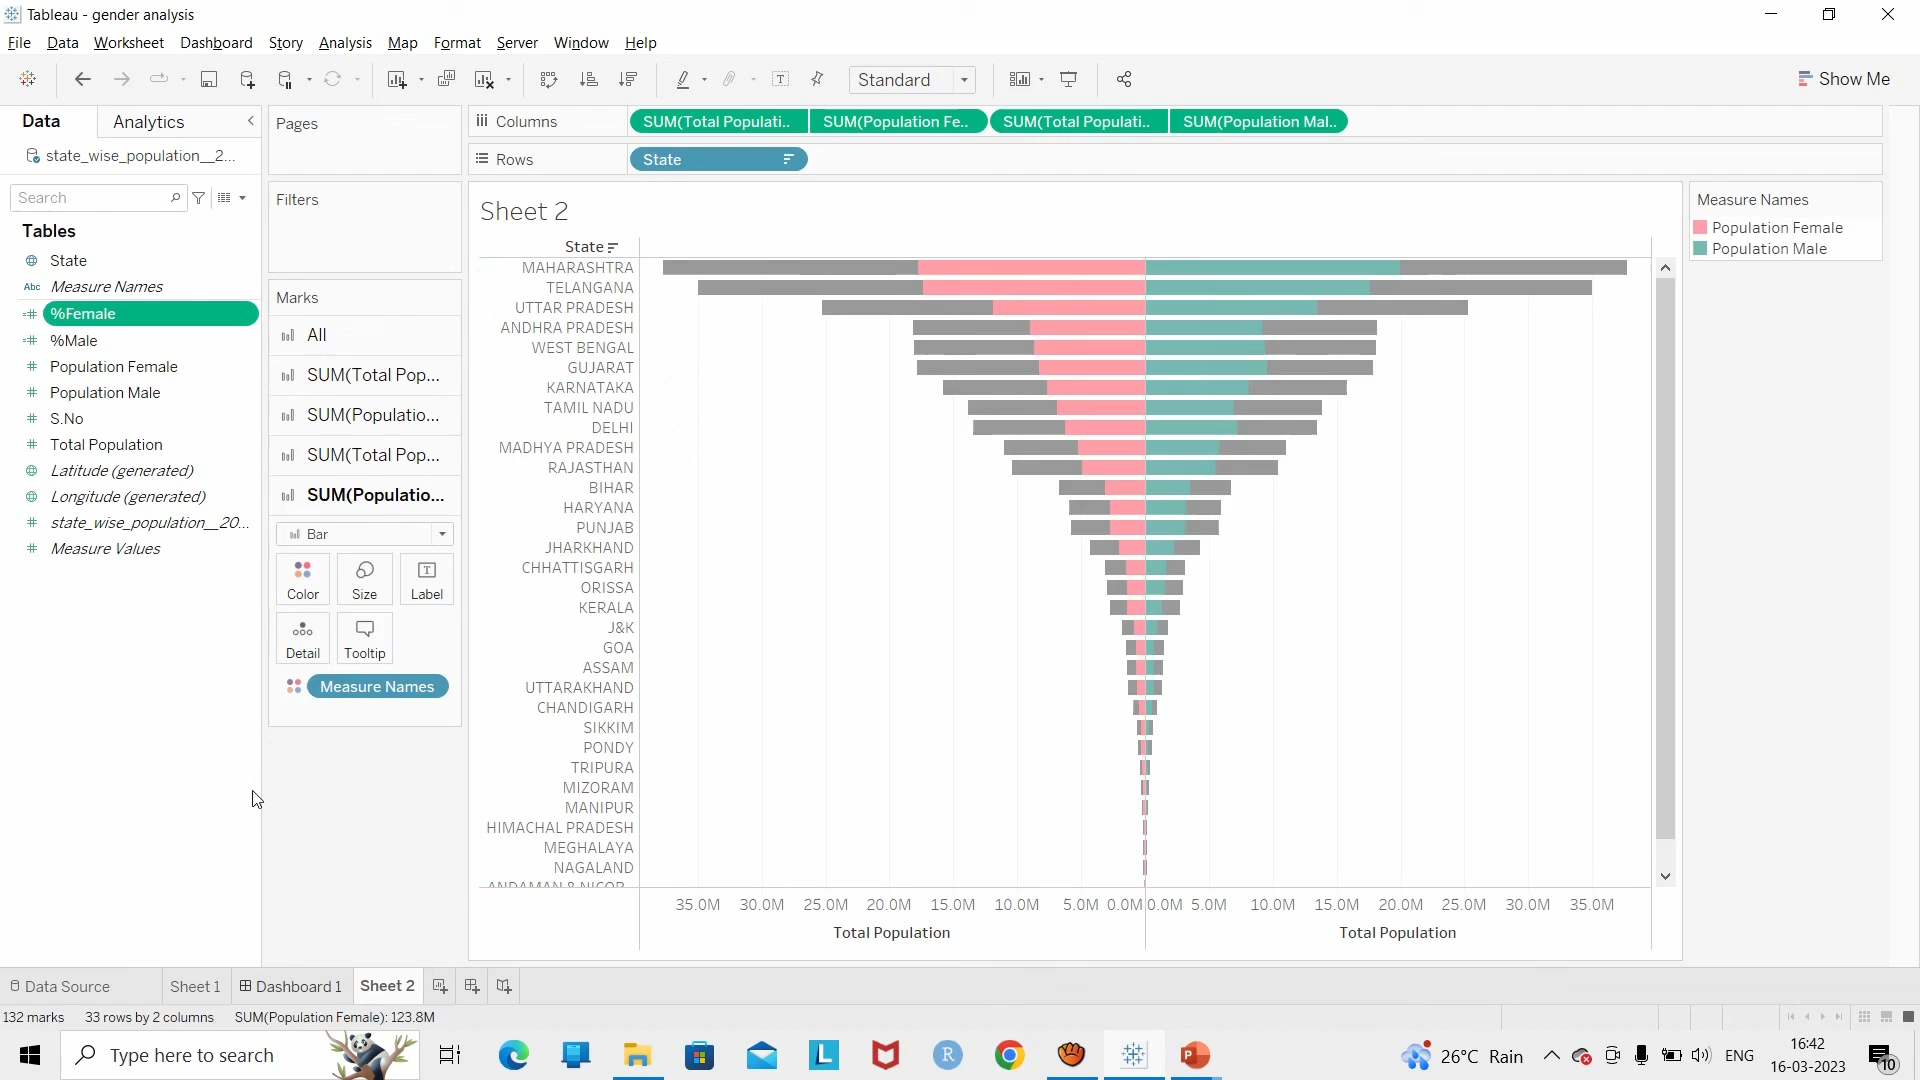 Tableau - gender analysis
File Data Worksheet Dashboard Story Analysis Map Format Server Window Help
Standard
Show Me
Data Analytics
state_wise_population__2...
Search
Tables
State
Abc Measure Names
%Female
%Male
Population Female
Population Male
S.No
Total Population
Latitude (generated)
Longitude (generated)
state_wise_population__20...
Measure Values
Pages
Filters
Marks
All
SUM(Total Pop...
SUM(Populatio...
SUM(Total Pop...
SUM(Populatio...
Bar
Color Size Label
Detail Tooltip
Measure Names
Columns SUM(Total Populati.. SUM(Population Fe.. SUM(Total Populati.. SUM(Population Mal..
Rows State
Sheet 2
State
MAHARASHTRA
TELANGANA
UTTAR PRADESH
ANDHRA PRADESH
WEST BENGAL
GUJARAT
KARNATAKA
TAMIL NADU
DELHI
MADHYA PRADESH
RAJASTHAN
BIHAR
HARYANA
PUNJAB
JHARKHAND
CHHATTISGARH
ORISSA
KERALA
J&K
GOA
ASSAM
UTTARAKHAND
CHANDIGARH
SIKKIM
PONDY
TRIPURA
MIZORAM
MANIPUR
HIMACHAL PRADESH
MEGHALAYA
NAGALAND
ANDAMAN & NICOB..
35.0M 30.0M 25.0M 20.0M 15.0M 10.0M 5.0M 0.0M 0.0M 5.0M 10.0M 15.0M 20.0M 25.0M 30.0M 35.0M
Total Population Total Population
Measure Names
Population Female
Population Male
Data Source Sheet 1 Dashboard 1 Sheet 2
132 marks 33 rows by 2 columns SUM(Population Female): 123.8M
Type here to search
L
R
P
26°C Rain
ENG
16:42
16-03-2023
10